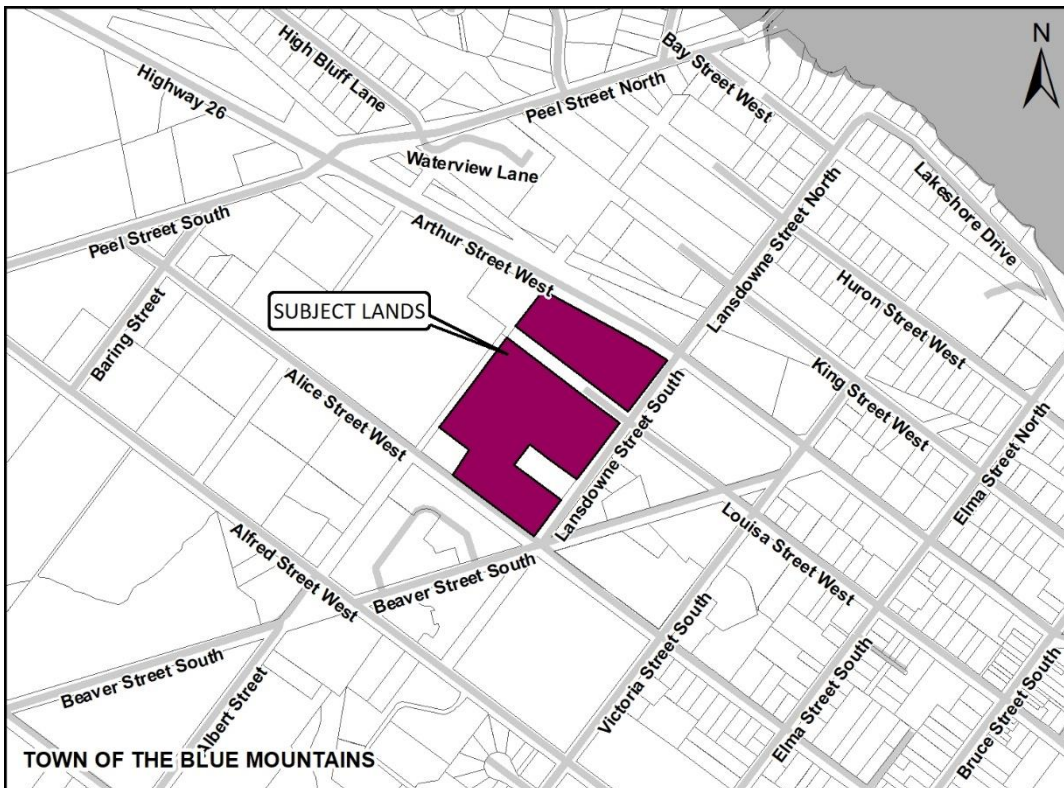 N
High Bluff Lane
Bay Street West
Highway 26
Peel Street North
Waterview Lane
Lansdowne Street North
Lakeshore Drive
Peel Street South
Arthur Street West
Huron Street West
SUBJECT LANDS
Baring Street
King Street West
Alice Street West
Lansdowne Street South
Elma Street North
Louisa Street West
Alfred Street West
Beaver Street South
Victoria Street South
Beaver Street South
Albert Street
Elma Street South
Bruce Street South
TOWN OF THE BLUE MOUNTAINS